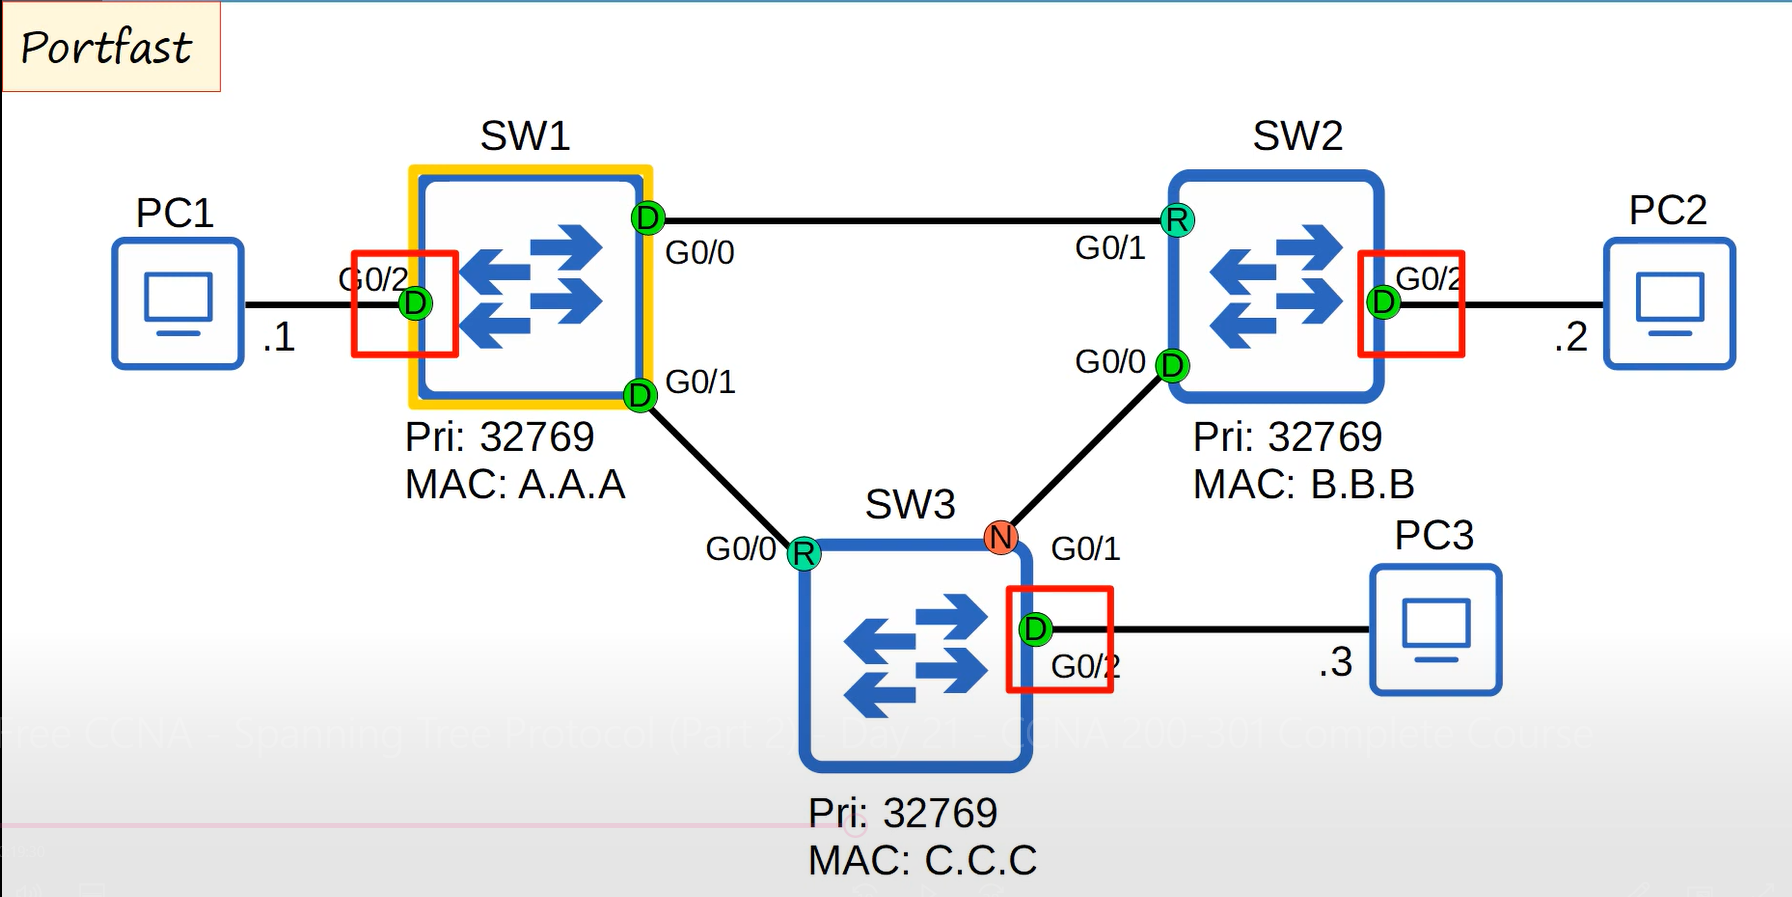 Portfast
SW1
SW2
PC1
PC2
D
G0/0
G0/1
R
G0/2
D
.1
G0/2
D
.2
G0/1
D
G0/0
D
Pri: 32769
MAC: A.A.A
Pri: 32769
MAC: B.B.B
SW3
PC3
G0/0
R
N
G0/1
D
G0/2
.3
Free CCNA - Spanning Tree Protocol (Part 2) - Day 21 - CCNA 200-301 Complete Course
Pri: 32769
MAC: C.C.C